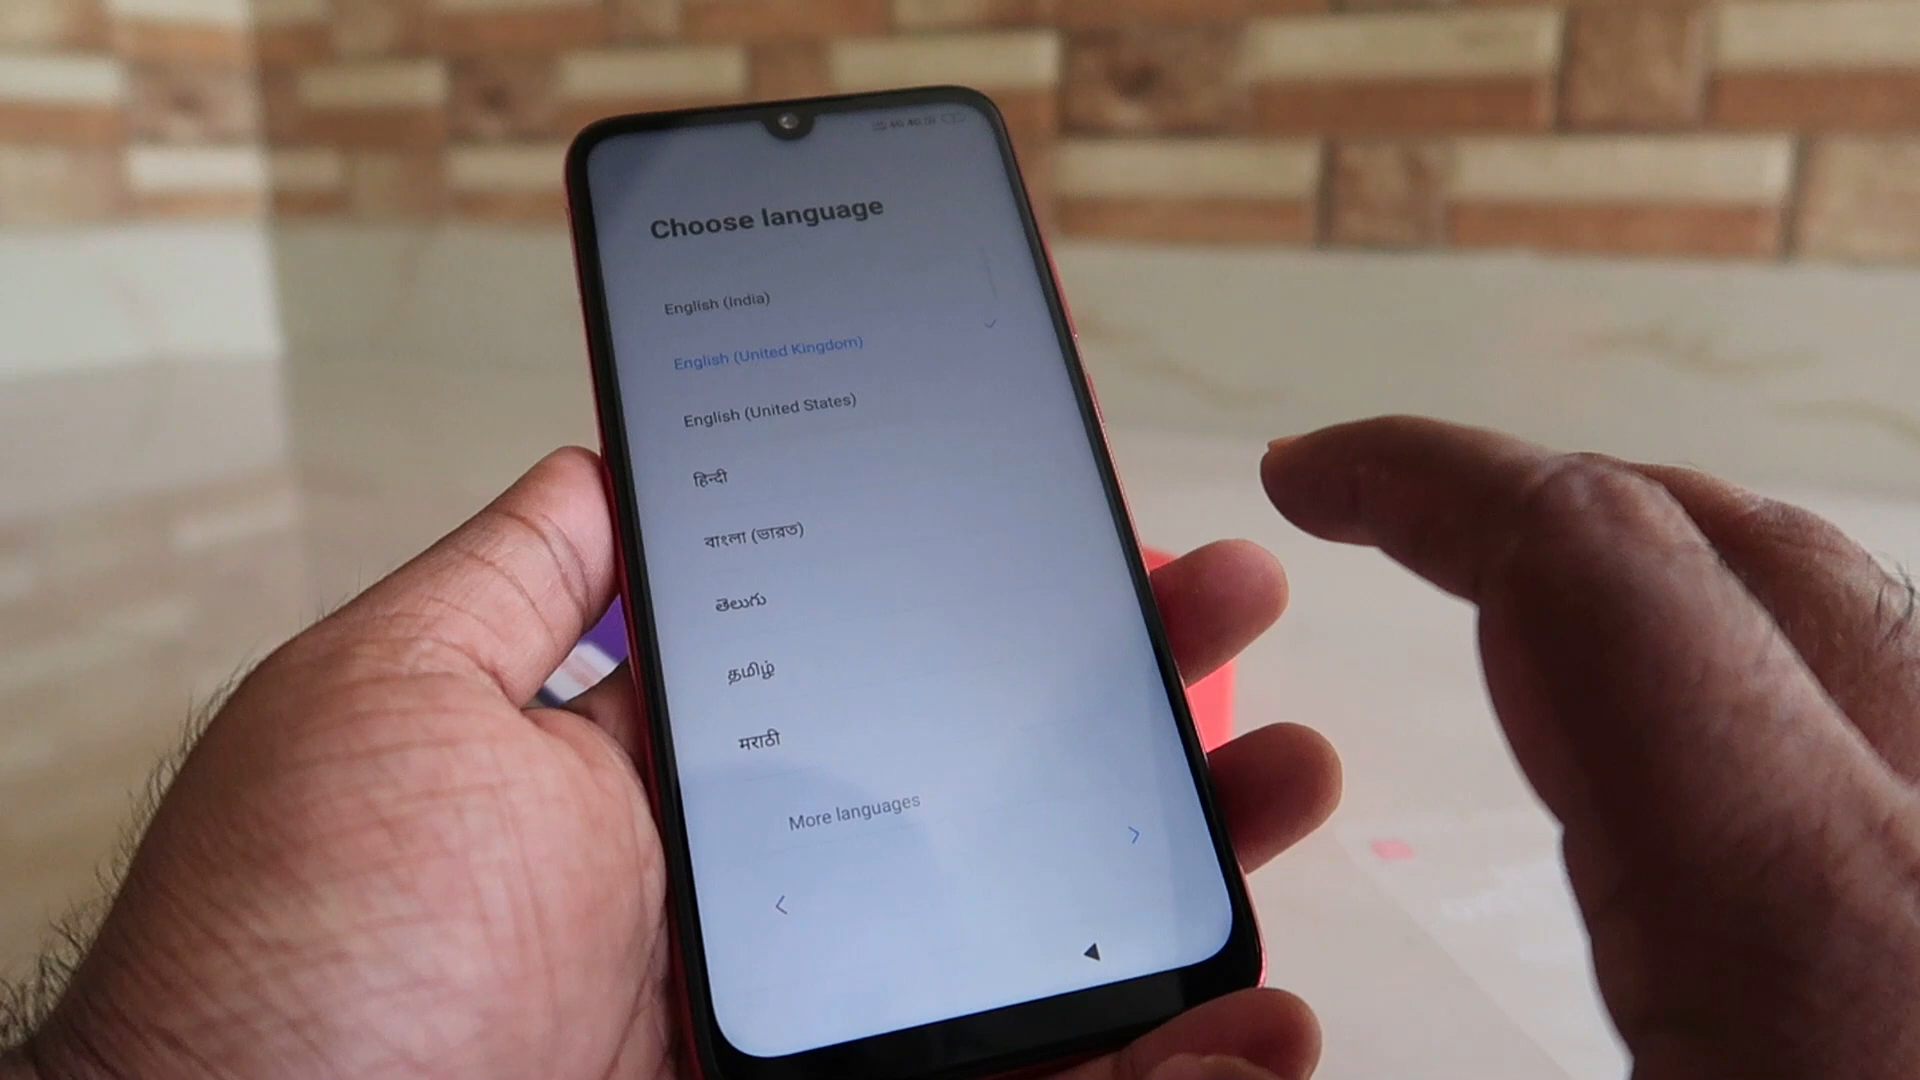 Choose language
English (India)
English (United Kingdom)
English (United States)
हिन्दी
বাংলা (ভারত)
తెలుగు
தமிழ்
मराठी
More languages